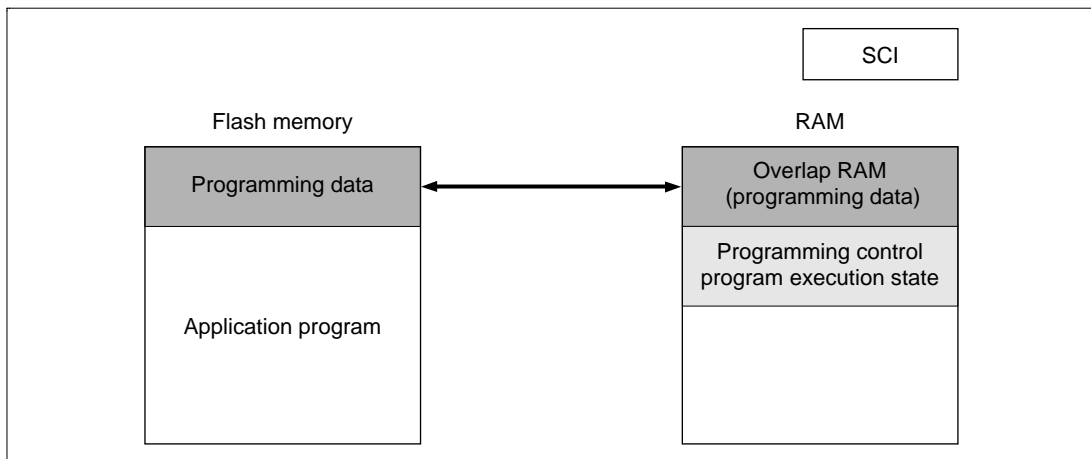 SCI
Flash memory
RAM
Programming data
Overlap RAM
(programming data)
Programming control
program execution state
Application program